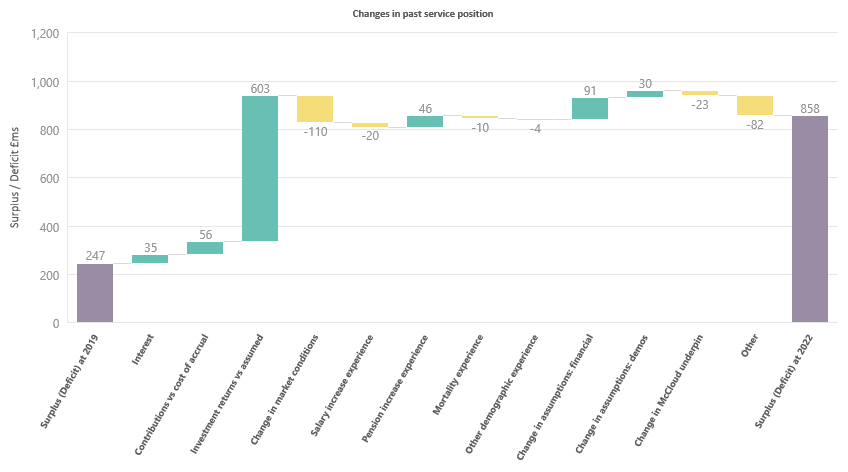 Changes in past service position
Surplus / Deficit £ms
1,200
1,000
800
600
400
200
0
247
35
56
603
-110
-20
46
-10
-4
91
30
-23
-82
858
Surplus (Deficit) at 2019
Interest
Contributions vs cost of accrual
Investment returns vs assumed
Change in market conditions
Salary increase experience
Pension increase experience
Mortality experience
Other demographic experience
Change in assumptions: financial
Change in assumptions: demos
Change in McCloud underpin
Other
Surplus (Deficit) at 2022